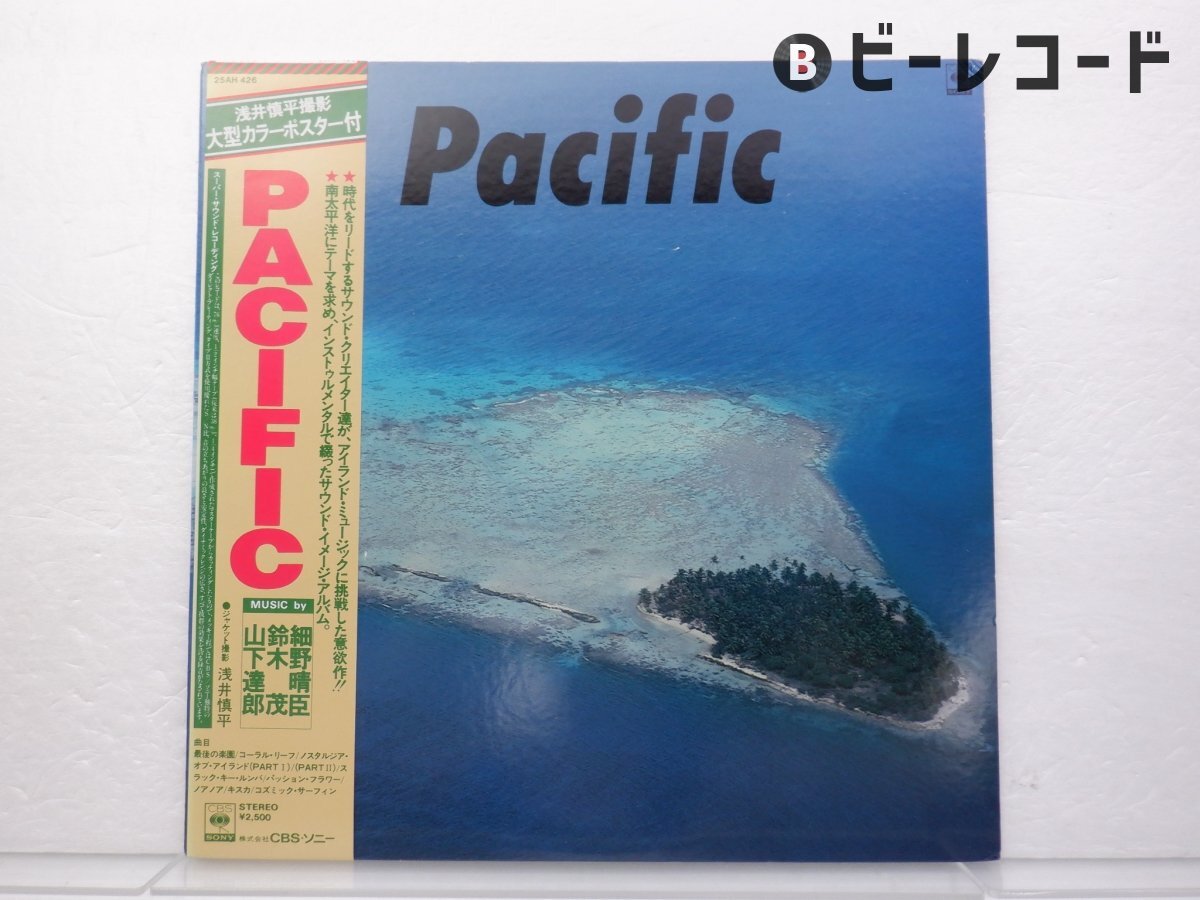 B ビーレコード
Pacific
25AH 426
浅井慎平撮影
大型カラーポスター付
PACIFIC
★時代をリードするサウンド・クリエイター達が、アイランド・ミュージックに挑戦した意欲作!!
★南太平洋にテーマを求め、インストゥルメンタルで綴ったサウンド・イメージ・アルバム。
スーパー・サウンド・レコーディング
MUSIC by
細野晴臣
鈴木茂
山下達郎
●ジャケット撮影 浅井慎平
曲目
最後の楽園/コーラル・リーフ/ノスタルジア・
オブ・アイランド(PART I)/(PART II)/ス
ラック・キー・ルンバ/パッション・フラワー/
ノアノア/キスカ/コズミック・サーフィン
CBS
SONY
STEREO
¥2,500
株式会社CBS・ソニー